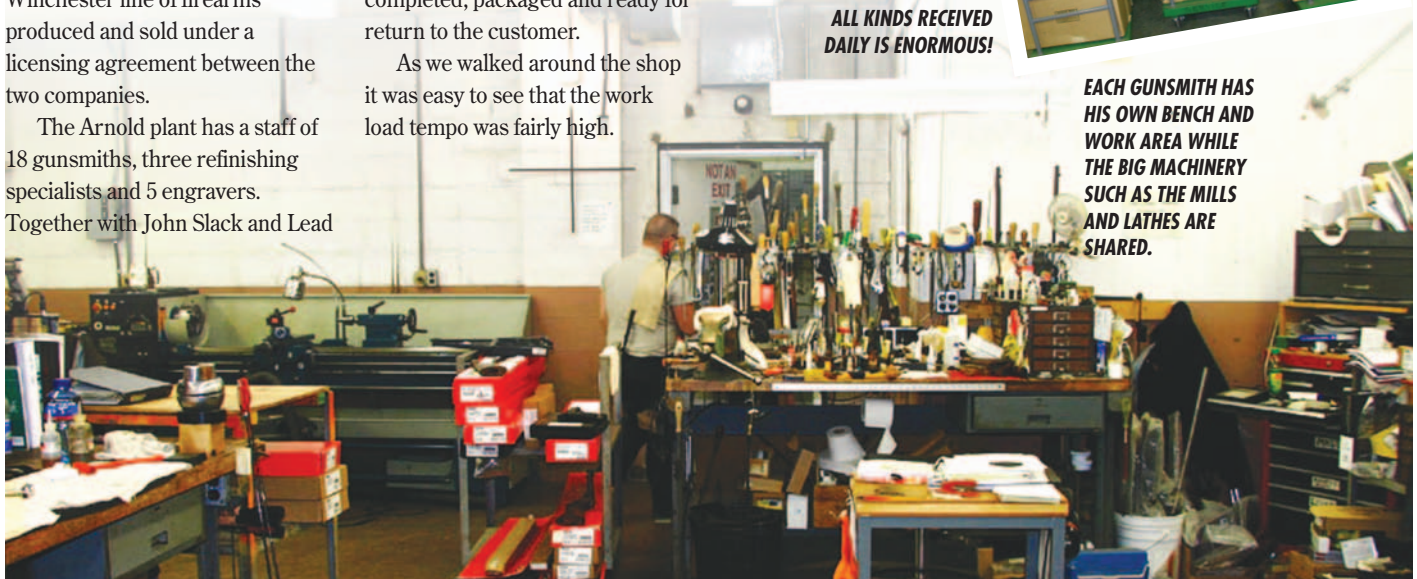 Winchester line of firearms
produced and sold under a
licensing agreement between the
two companies.
The Arnold plant has a staff of
18 gunsmiths, three refinishing
specialists and 5 engravers.
Together with John Slack and Lead
completed, packaged and ready for
return to the customer.
As we walked around the shop
it was easy to see that the work
load tempo was fairly high.
ALL KINDS RECEIVED
DAILY IS ENORMOUS!
EACH GUNSMITH HAS
HIS OWN BENCH AND
WORK AREA WHILE
THE BIG MACHINERY
SUCH AS THE MILLS
AND LATHES ARE
SHARED.
NOT AN
EXIT